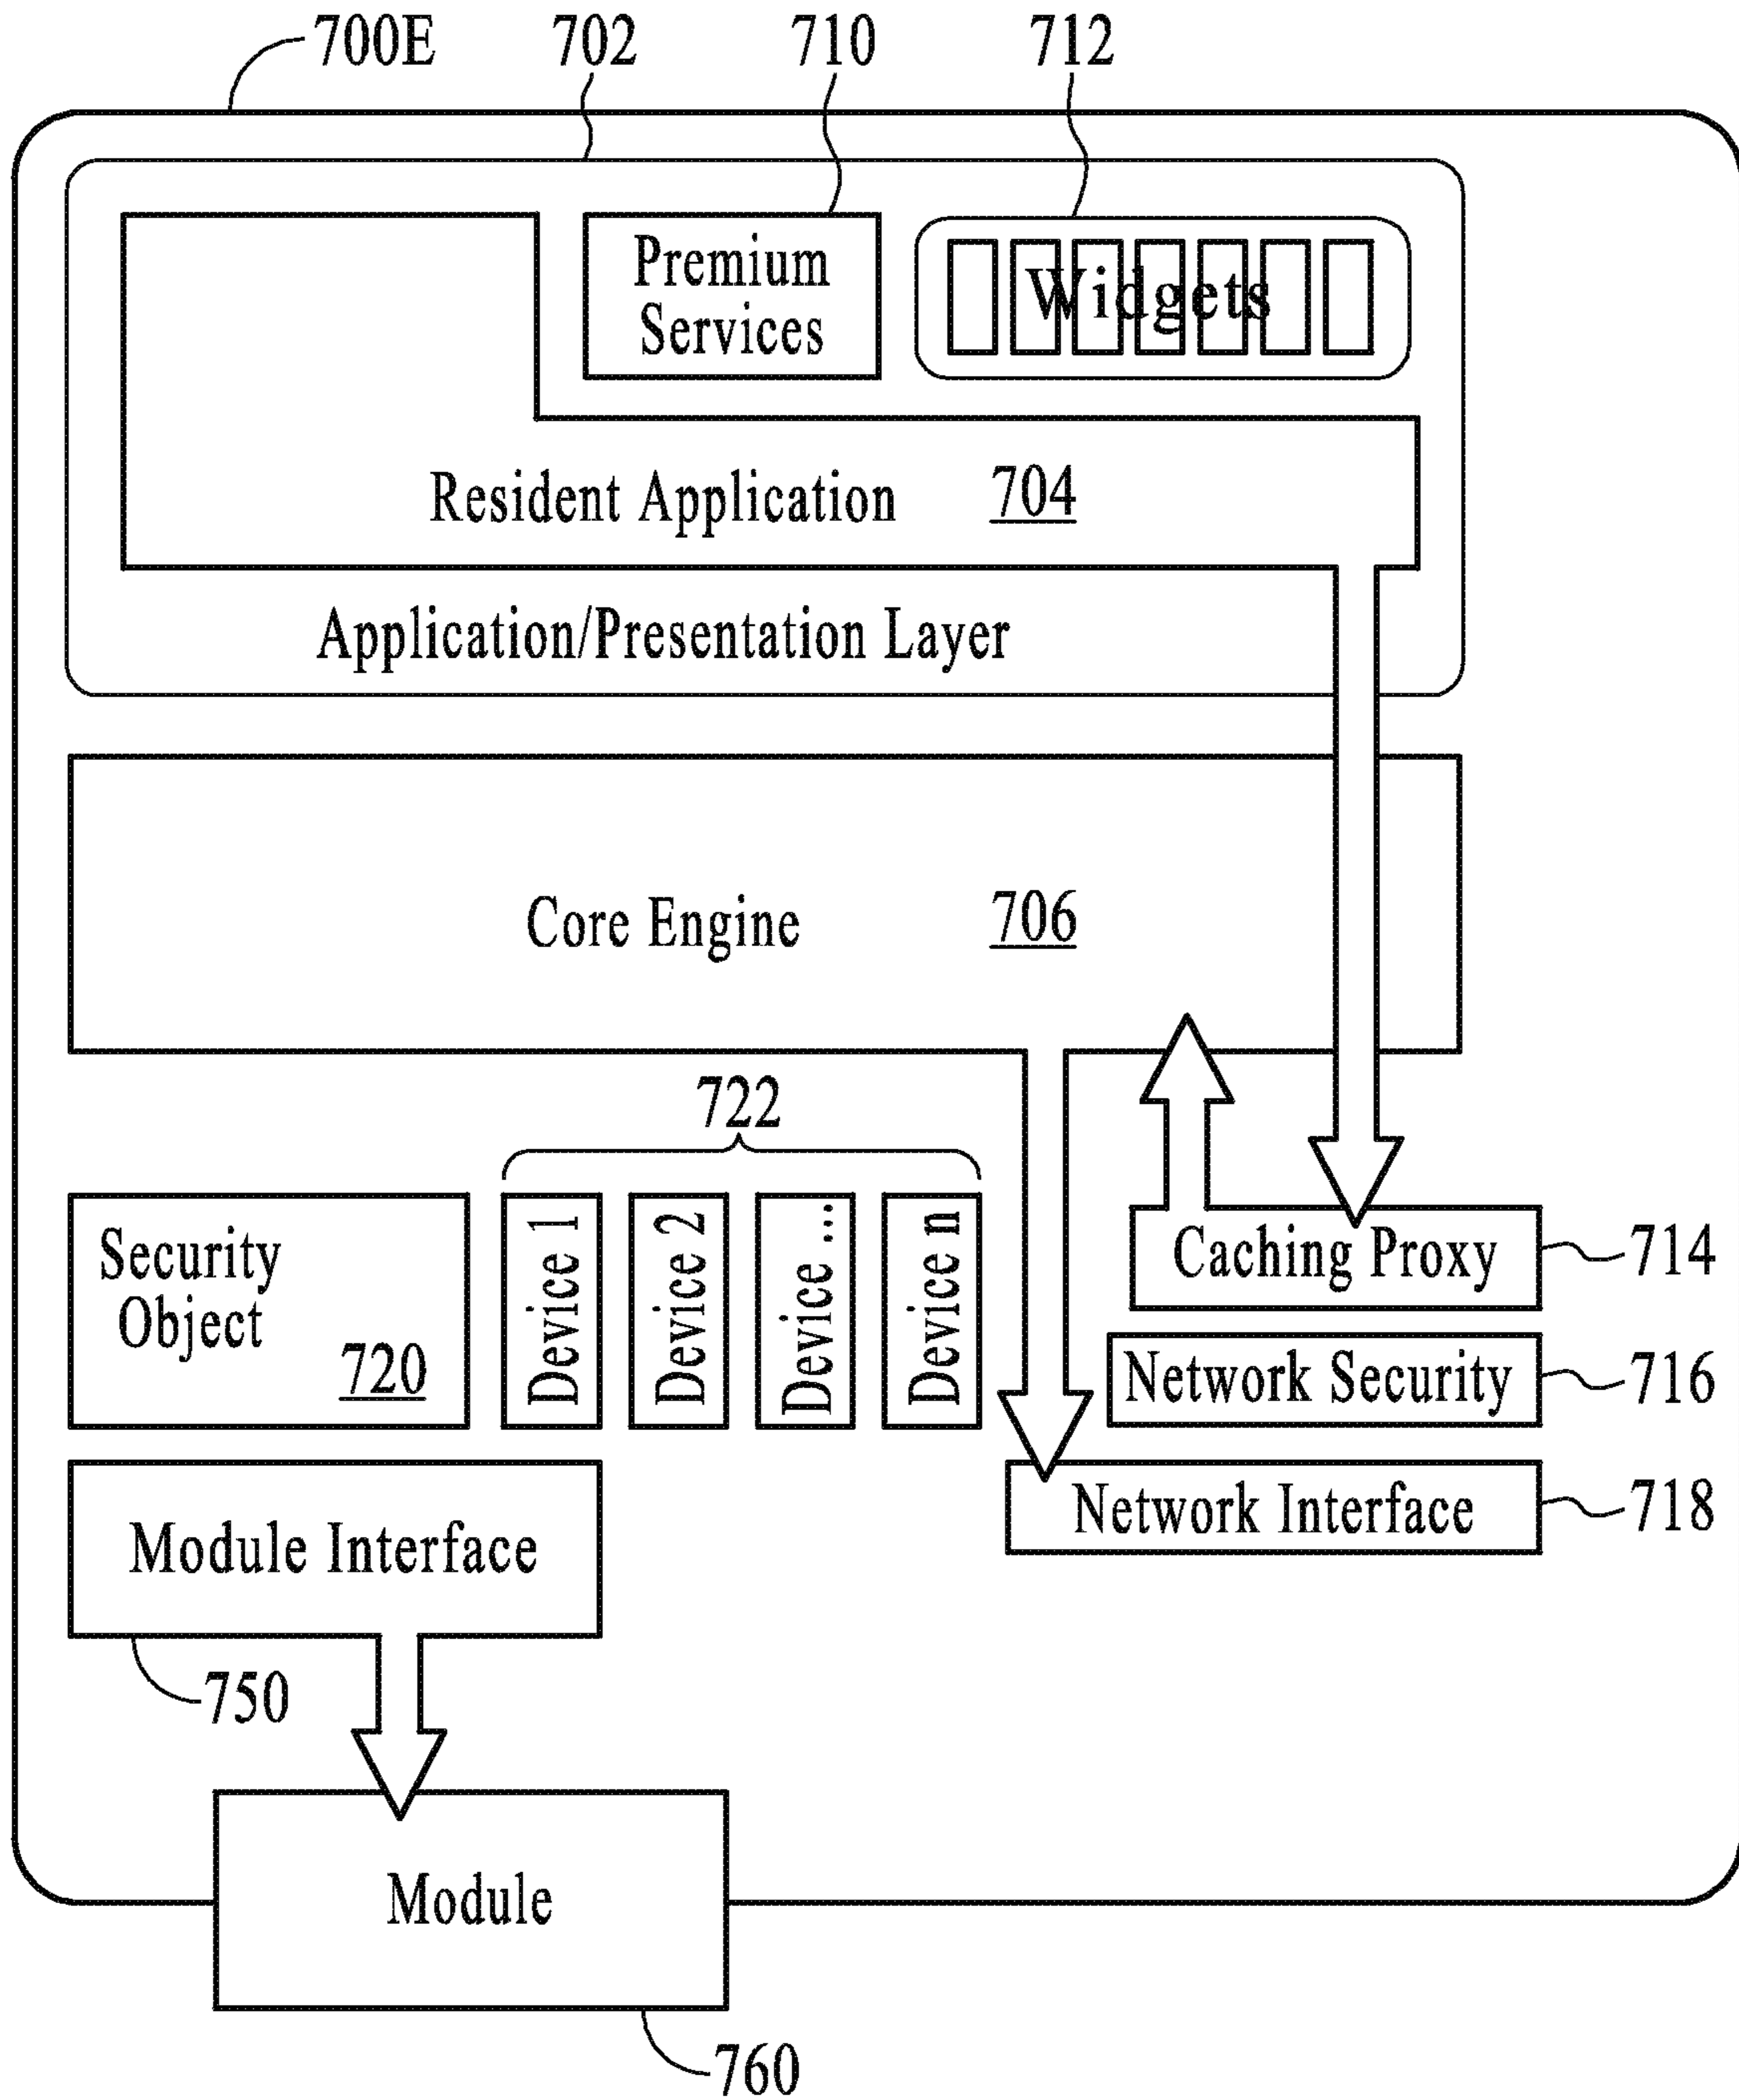 700E
702
710
712
Premium
Services
Widgets
Resident Application 704
Application/Presentation Layer
Core Engine 706
722
Security
Object
720
Device 1
Device 2
Device ...
Device n
Caching Proxy
714
Network Security
716
Network Interface
718
Module Interface
750
Module
760